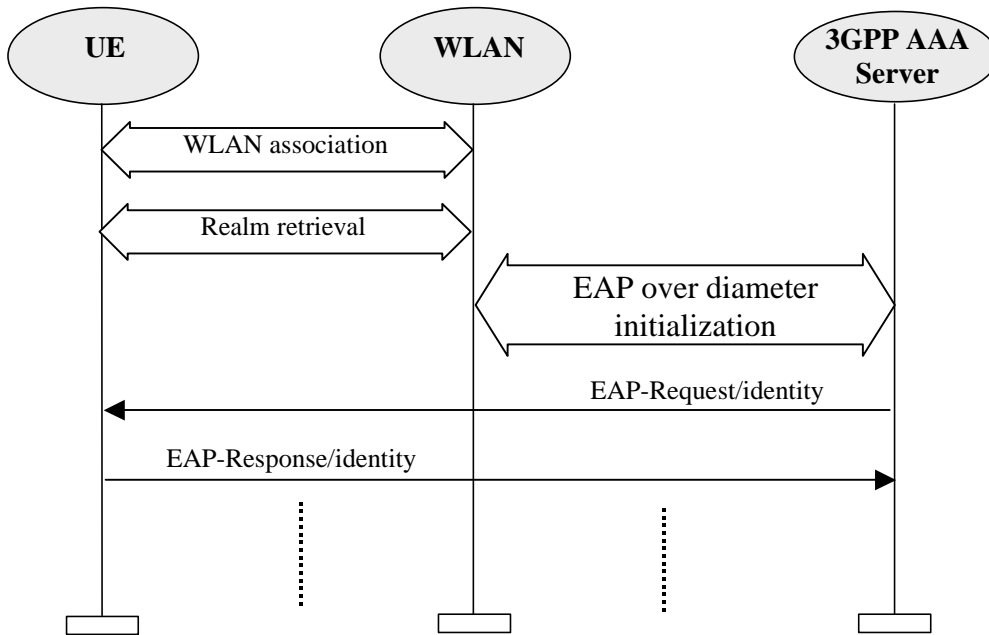 UE
WLAN
3GPP AAA
Server
WLAN association
Realm retrieval
EAP over diameter
initialization
EAP-Request/identity
EAP-Response/identity